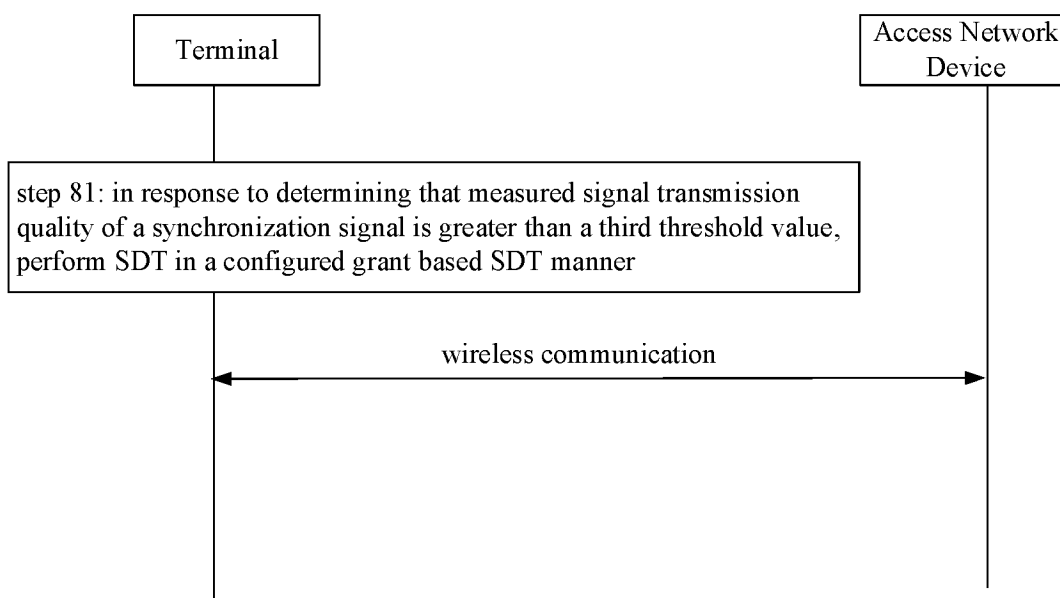 Terminal
Access Network
Device
step 81: in response to determining that measured signal transmission
quality of a synchronization signal is greater than a third threshold value,
perform SDT in a configured grant based SDT manner
wireless communication